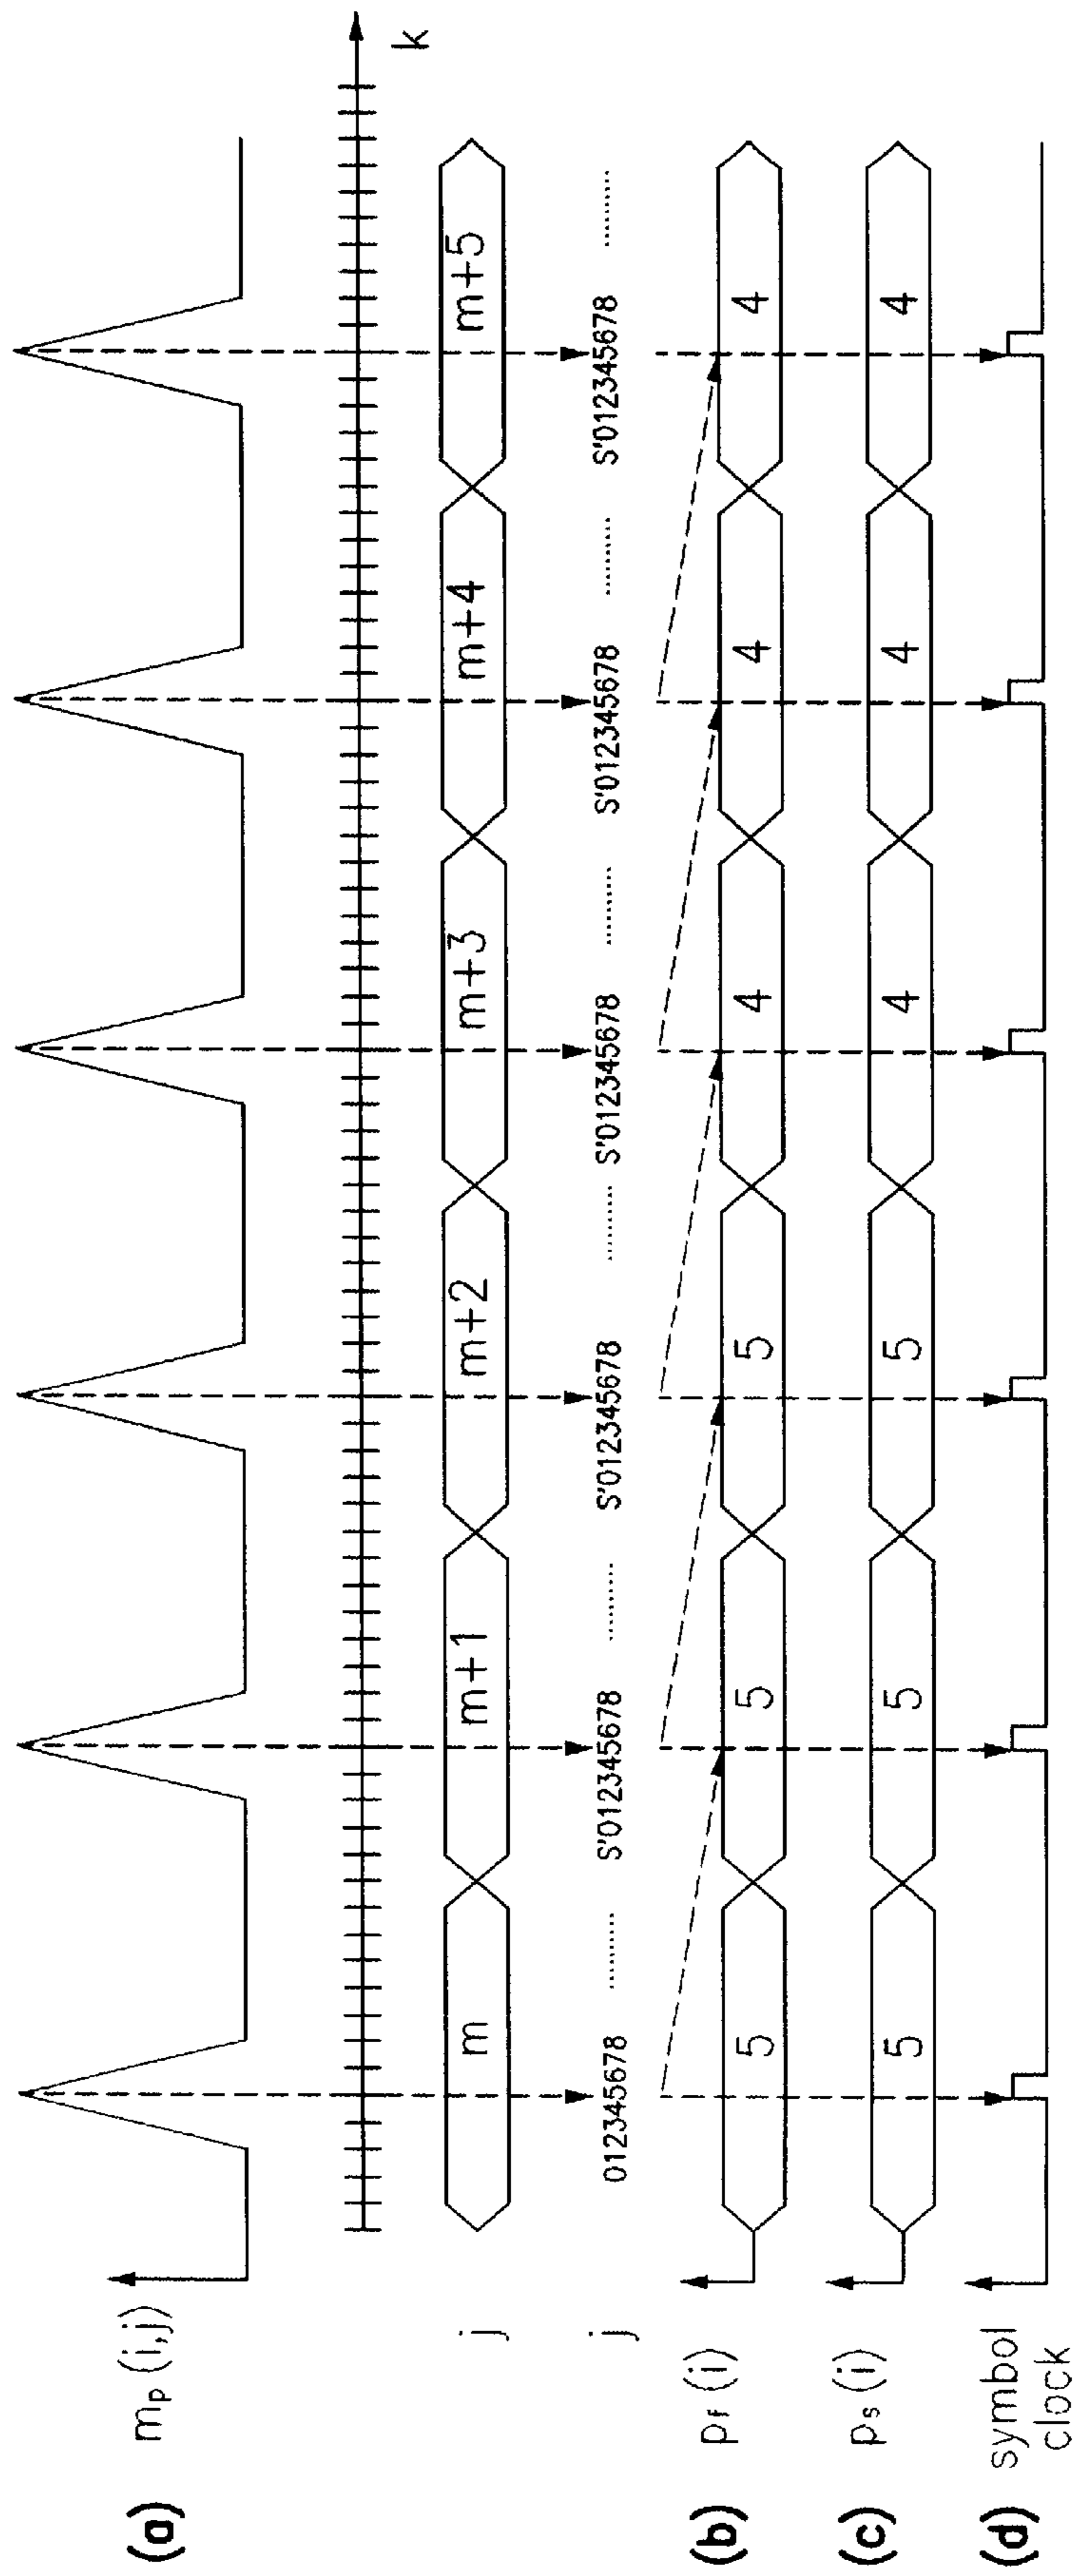 (a) mp (i,j)
k
j m m+1 m+2 m+3 m+4 m+5
j 012345678 ......... S'012345678 ......... S'012345678 ......... S'012345678 ......... S'012345678 ......... S'012345678 .........
(b) pf (i) 5 5 5 4 4 4
(c) ps (i) 5 5 5 4 4 4
(d) symbol
clock